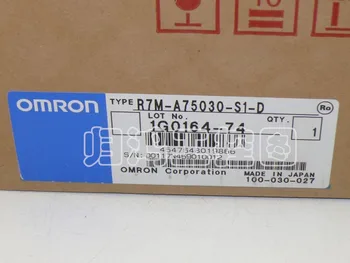 OMRON
TYPE R7M-A75030-S1-D
Ro
LOT No. QTY.
1G0164-74 1
OMRON Corporation MADE IN JAPAN
100-030-027